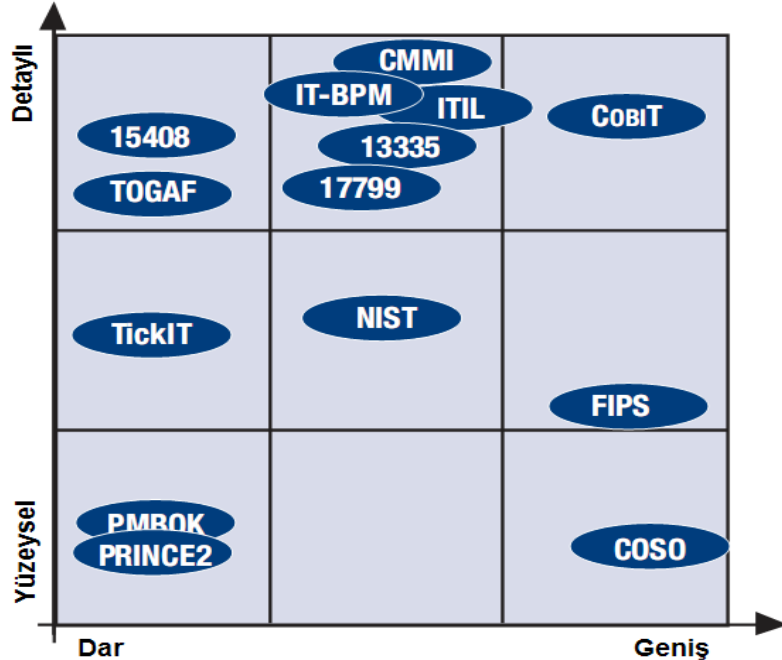 Detaylı
CMMI
IT-BPM
ITIL
COBIT
15408
13335
TOGAF
17799
TickIT
NIST
FIPS
Yüzeysel
PMBOK
PRINCE2
COSO
Dar
Geniş